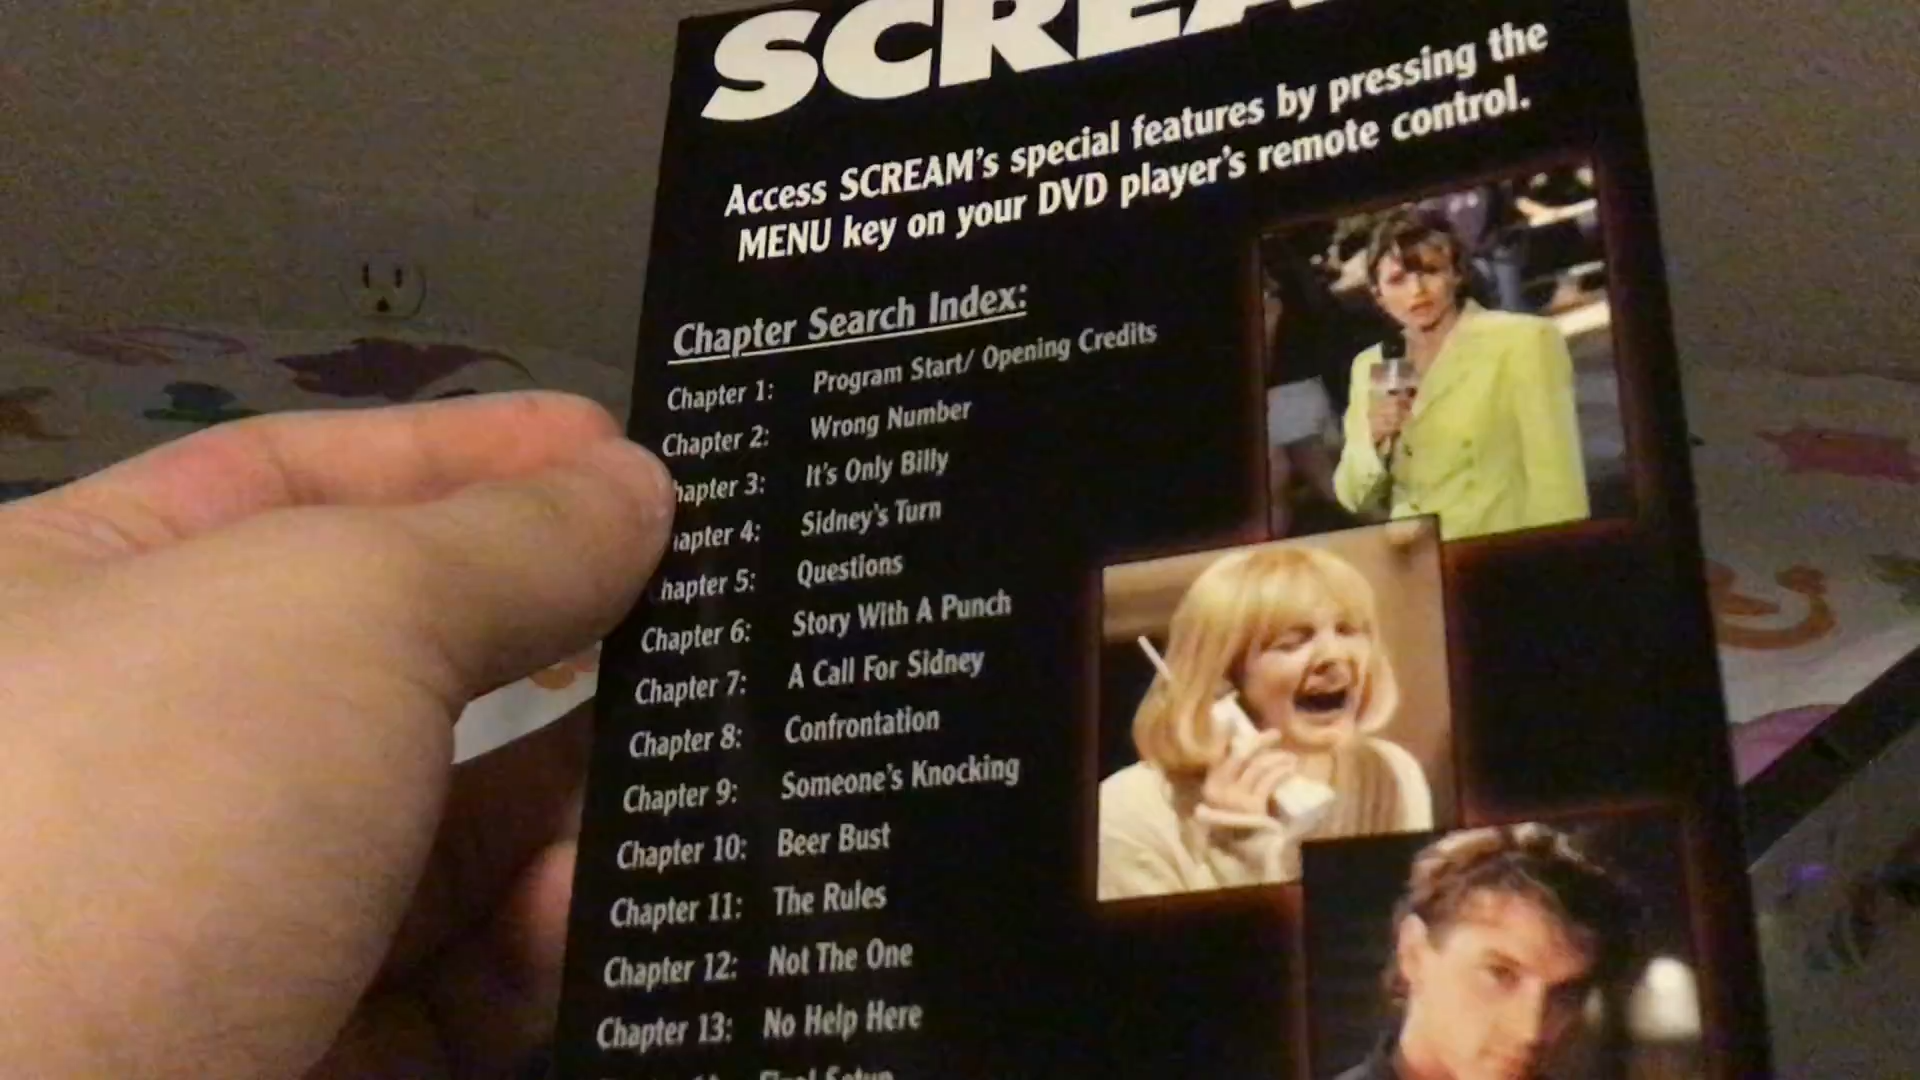 SCREA
Access SCREAM's special features by pressing the
MENU key on your DVD player's remote control.
Chapter Search Index:
Chapter 1: Program Start/ Opening Credits
Chapter 2: Wrong Number
hapter 3: It's Only Billy
apter 4: Sidney's Turn
hapter 5: Questions
Chapter 6: Story With A Punch
Chapter 7: A Call For Sidney
Chapter 8: Confrontation
Chapter 9: Someone's Knocking
Chapter 10: Beer Bust
Chapter 11: The Rules
Chapter 12: Not The One
Chapter 13: No Help Here
Final Setup